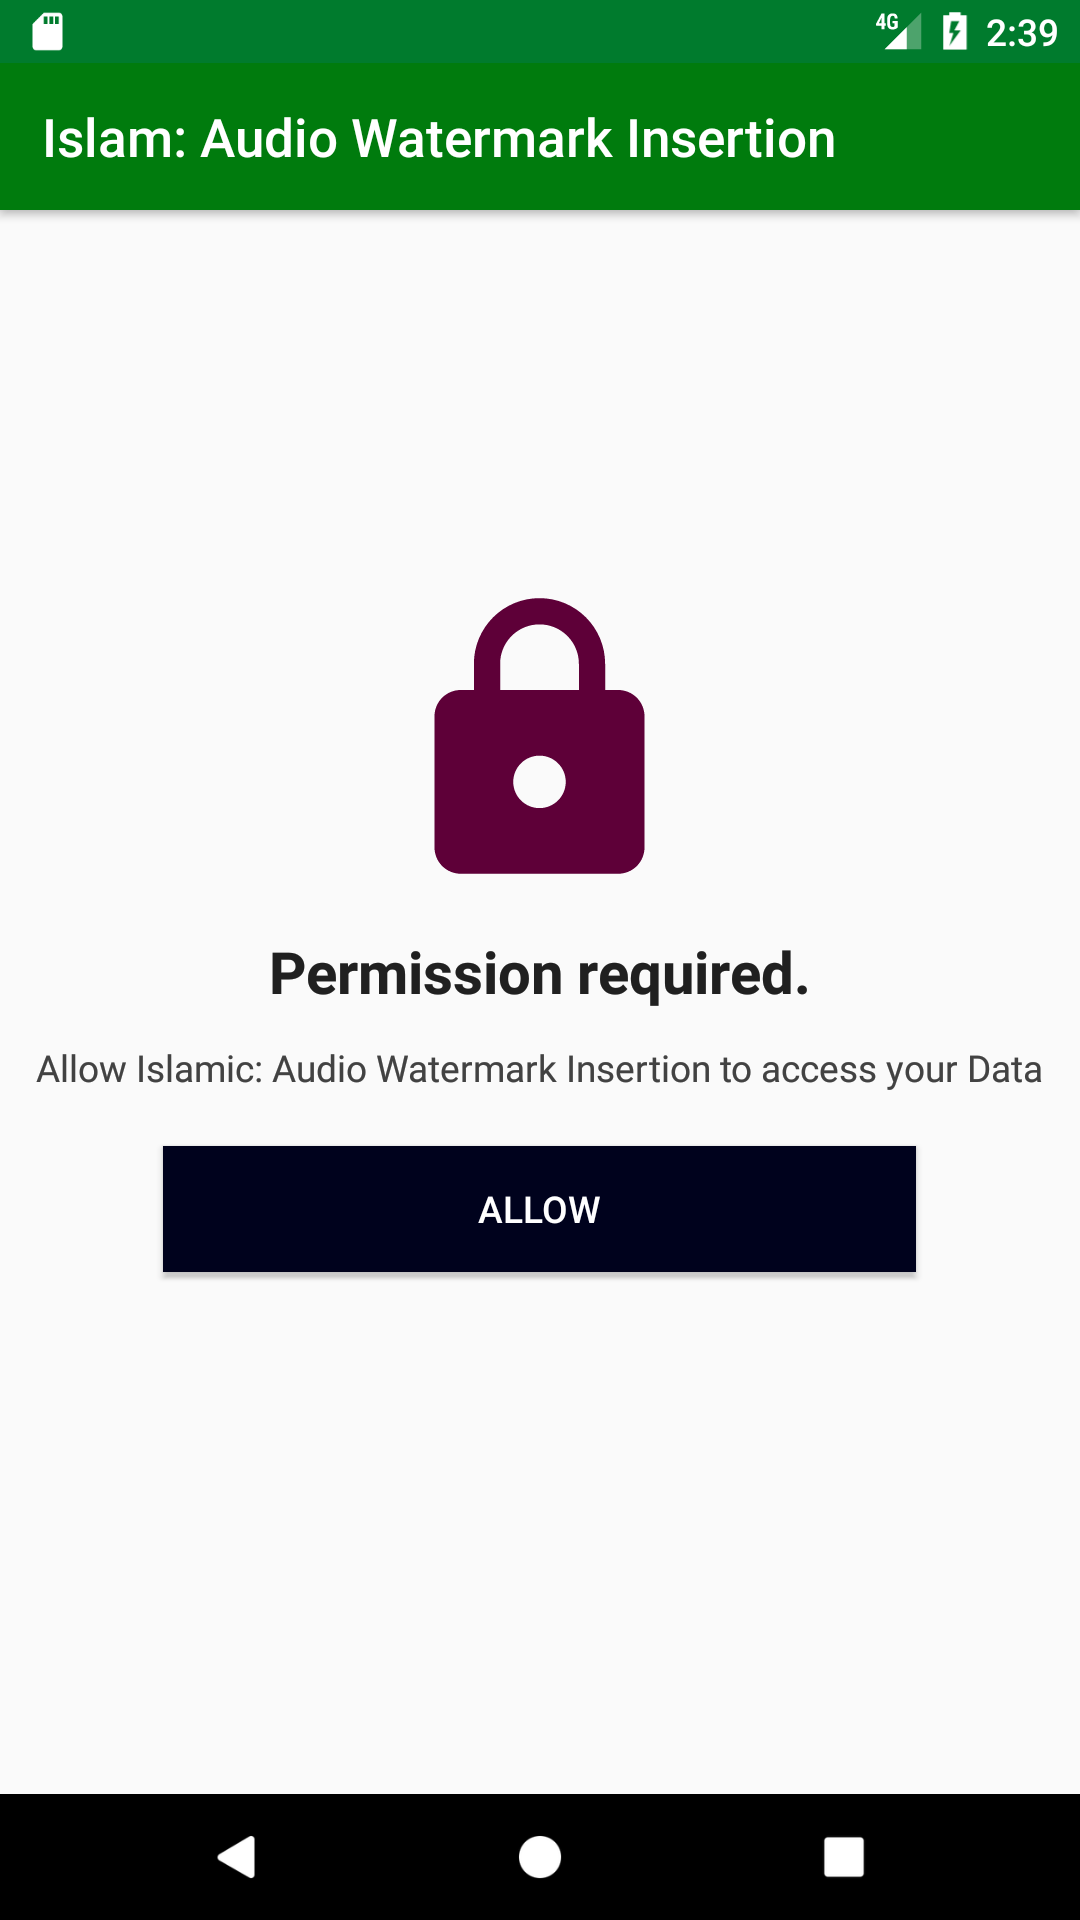 4G 2:39
Islam: Audio Watermark Insertion
Permission required.
Allow Islamic: Audio Watermark Insertion to access your Data
ALLOW